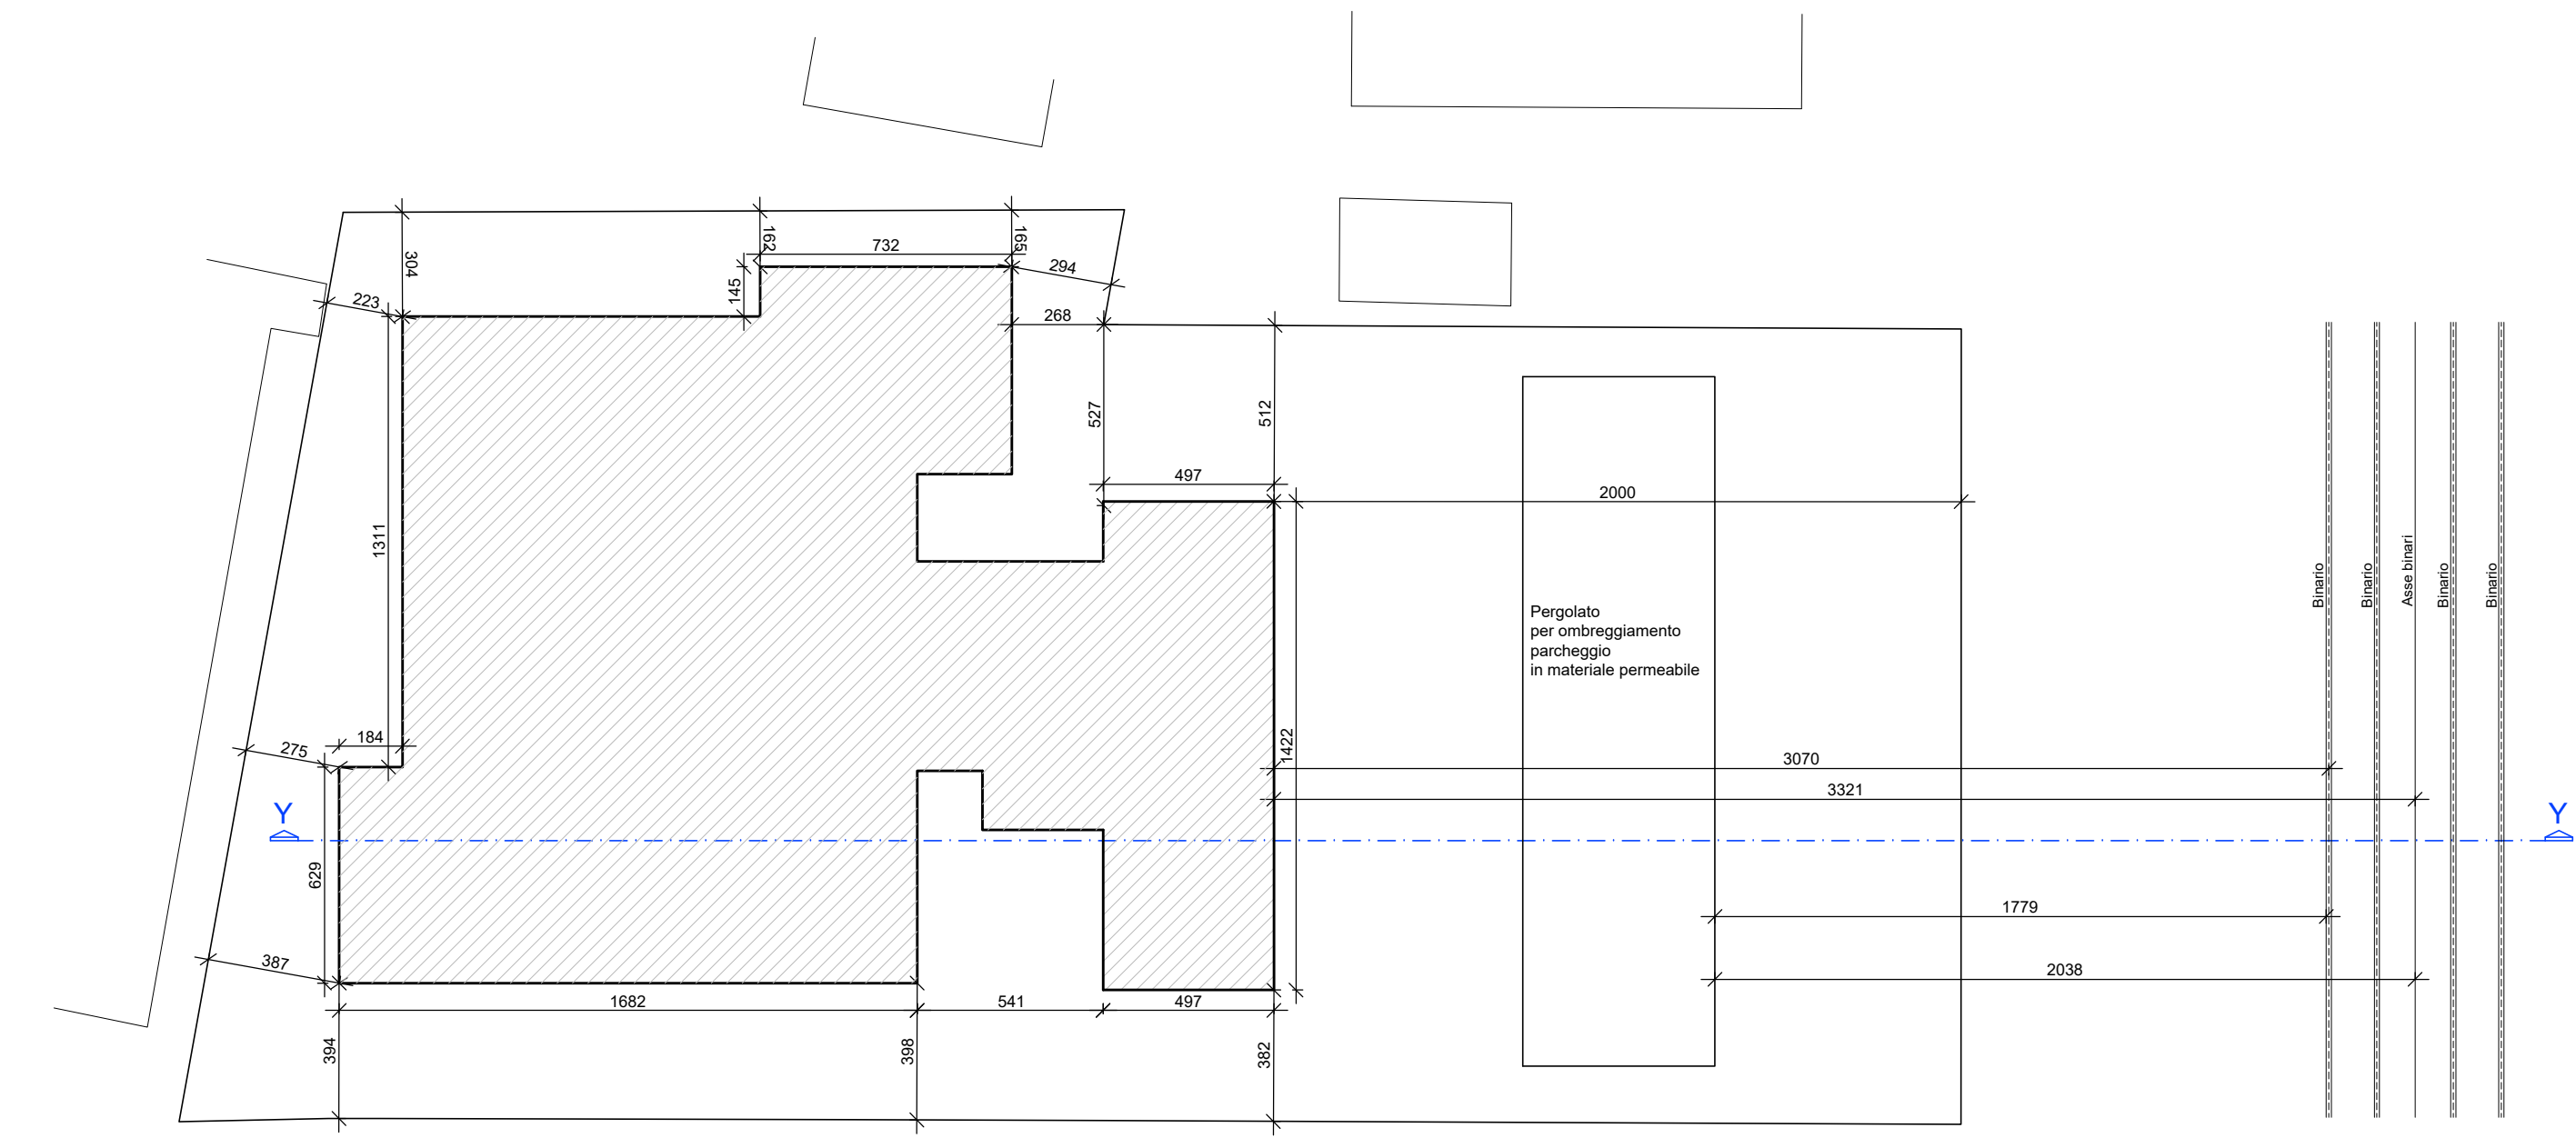 304
162
732
165
223
145
294
268
527
512
497
2000
1311
Binario
Binario
Asse binari
Binario
Binario
Pergolato
per ombreggiamento
parcheggio
in materiale permeabile
275
184
1422
3070
3321
Y
Y
629
1779
387
2038
1682
541
497
394
398
382